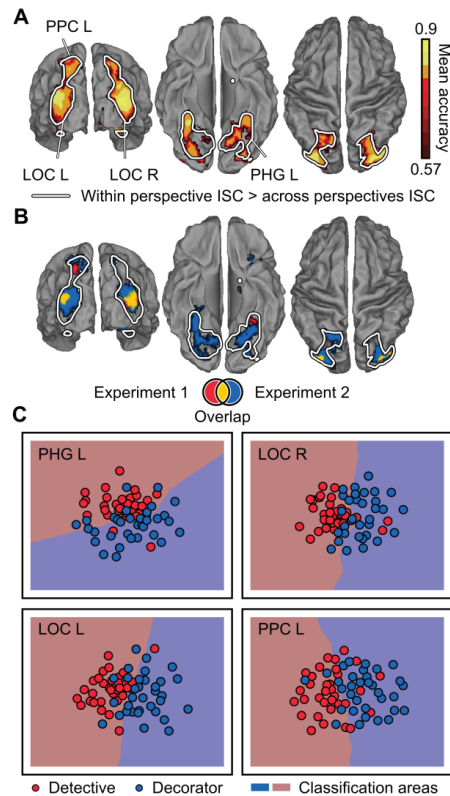 A
PPC L
LOC L
LOC R
PHG L
0.9
Mean accuracy
0.57
Within perspective ISC > across perspectives ISC
B
Experiment 1
Experiment 2
Overlap
C
PHG L
LOC R
LOC L
PPC L
Detective
Decorator
Classification areas